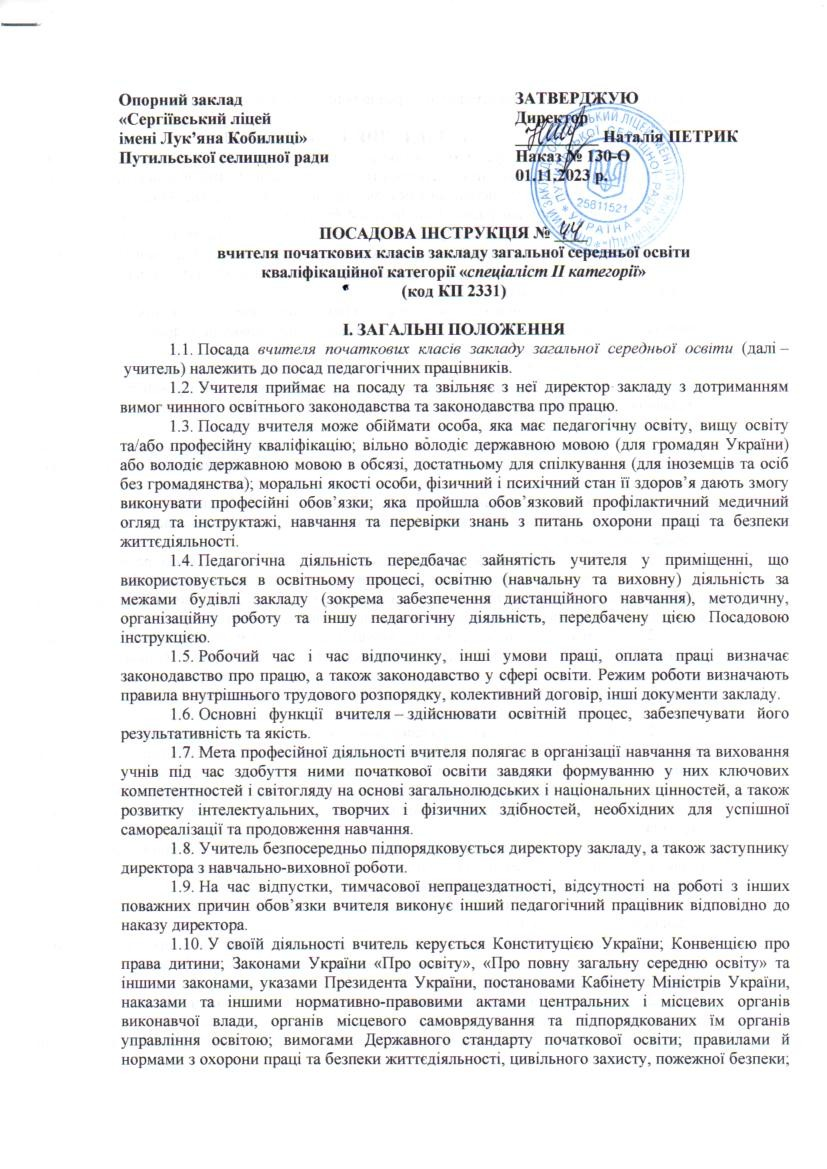 Опорний заклад
«Сергіївський ліцей
імені Лук’яна Кобилиці»
Путильської селищної ради
ЗАТВЕРДЖУЮ
Директор
Наталія ПЕТРИК
Наказ № 130-О
01.11.2023 р.
25811521
УКРАЇНА
ПОСАДОВА ІНСТРУКЦІЯ № 44
вчителя початкових класів закладу загальної середньої освіти
кваліфікаційної категорії «спеціаліст ІІ категорії»
(код КП 2331)
І. ЗАГАЛЬНІ ПОЛОЖЕННЯ
1.1. Посада вчителя початкових класів закладу загальної середньої освіти (далі –
учитель) належить до посад педагогічних працівників.
1.2. Учителя приймає на посаду та звільняє з неї директор закладу з дотриманням
вимог чинного освітнього законодавства та законодавства про працю.
1.3. Посаду вчителя може обіймати особа, яка має педагогічну освіту, вищу освіту
та/або професійну кваліфікацію; вільно володіє державною мовою (для громадян України)
або володіє державною мовою в обсязі, достатньому для спілкування (для іноземців та осіб
без громадянства); моральні якості особи, фізичний і психічний стан її здоров’я дають змогу
виконувати професійні обов’язки; яка пройшла обов’язковий профілактичний медичний
огляд та інструктажі, навчання та перевірки знань з питань охорони праці та безпеки
життєдіяльності.
1.4. Педагогічна діяльність передбачає зайнятість учителя у приміщенні, що
використовується в освітньому процесі, освітню (навчальну та виховну) діяльність за
межами будівлі закладу (зокрема забезпечення дистанційного навчання), методичну,
організаційну роботу та іншу педагогічну діяльність, передбачену цією Посадовою
інструкцією.
1.5. Робочий час і час відпочинку, інші умови праці, оплата праці визначає
законодавство про працю, а також законодавство у сфері освіти. Режим роботи визначають
правила внутрішнього трудового розпорядку, колективний договір, інші документи закладу.
1.6. Основні функції вчителя – здійснювати освітній процес, забезпечувати його
результативність та якість.
1.7. Мета професійної діяльності вчителя полягає в організації навчання та виховання
учнів під час здобуття ними початкової освіти завдяки формуванню у них ключових
компетентностей і світогляду на основі загальнолюдських і національних цінностей, а також
розвитку інтелектуальних, творчих і фізичних здібностей, необхідних для успішної
самореалізації та продовження навчання.
1.8. Учитель безпосередньо підпорядковується директору закладу, а також заступнику
директора з навчально-виховної роботи.
1.9. На час відпустки, тимчасової непрацездатності, відсутності на роботі з інших
поважних причин обов’язки вчителя виконує інший педагогічний працівник відповідно до
наказу директора.
1.10. У своїй діяльності вчитель керується Конституцією України; Конвенцією про
права дитини; Законами України «Про освіту», «Про повну загальну середню освіту» та
іншими законами, указами Президента України, постановами Кабінету Міністрів України,
наказами та іншими нормативно-правовими актами центральних і місцевих органів
виконавчої влади, органів місцевого самоврядування та підпорядкованих їм органів
управління освітою; вимогами Державного стандарту початкової освіти; правилами й
нормами з охорони праці та безпеки життєдіяльності, цивільного захисту, пожежної безпеки;